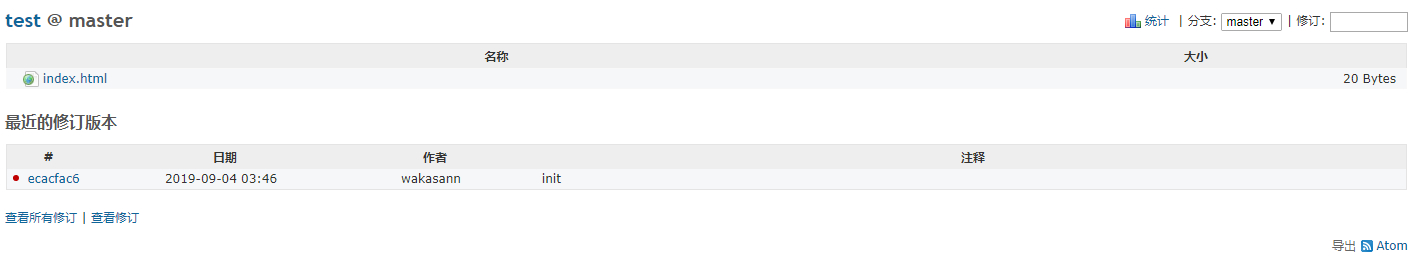 test @ master 统计 | 分支: master | 修订:
名称 大小
index.html 20 Bytes
最近的修订版本
# 日期 作者 注释
ecacfac6 2019-09-04 03:46 wakasann init
查看所有修订 | 查看修订
导出 Atom